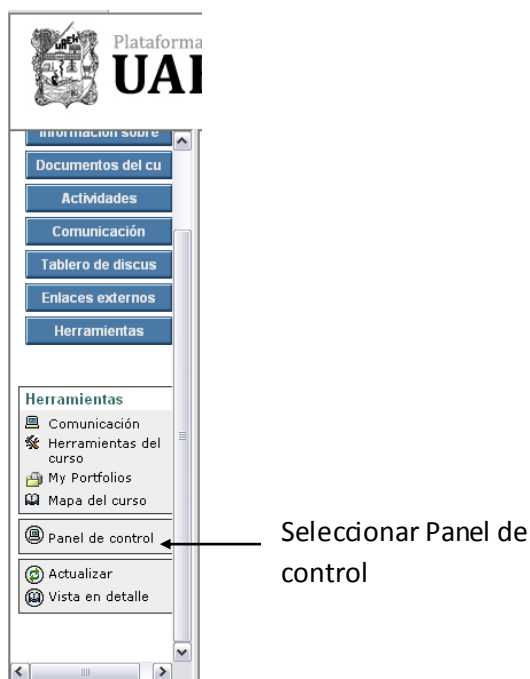 Plataforma
UAE
Información sobre
Documentos del cu
Actividades
Comunicación
Tablero de discus
Enlaces externos
Herramientas
Herramientas
Comunicación
Herramientas del
curso
My Portfolios
Mapa del curso
Panel de control
Seleccionar Panel de
control
Actualizar
Vista en detalle